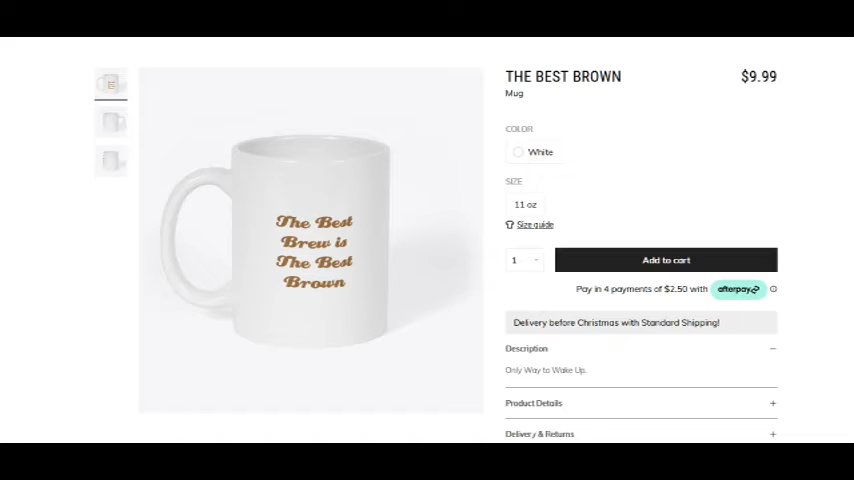 The Best
Brew is
The Best
Brown
THE BEST BROWN
$9.99
Mug
COLOR
White
SIZE
11 oz
Size guide
1
Add to cart
Pay in 4 payments of $2.50 with afterpay
Delivery before Christmas with Standard Shipping!
Description
Only Way to Wake Up.
Product Details
Delivery & Returns